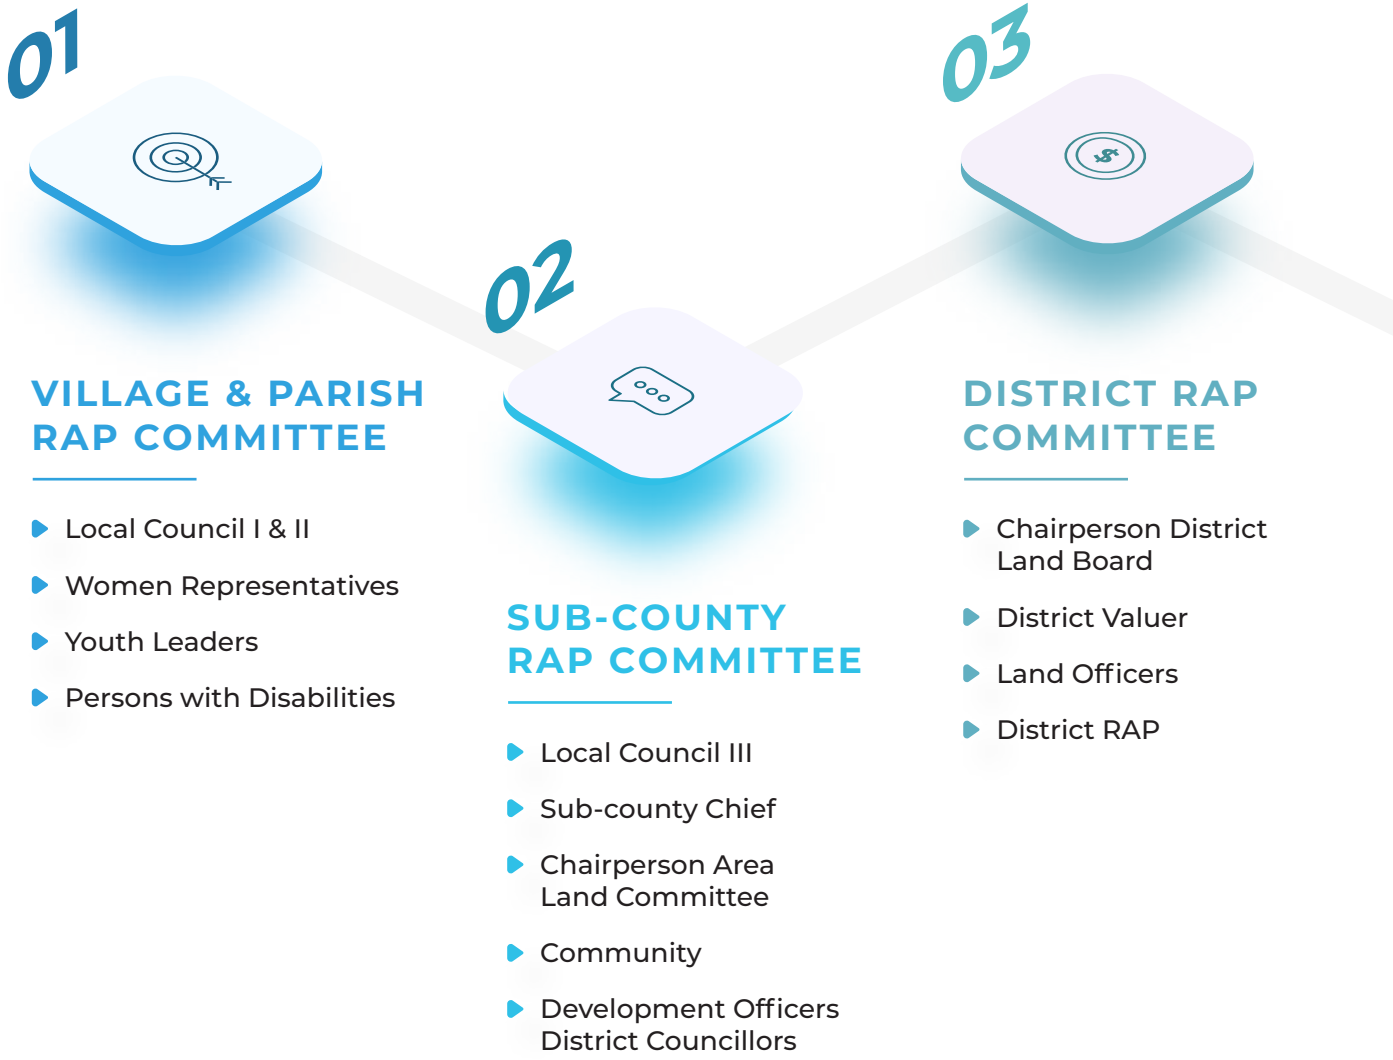 01
VILLAGE & PARISH
RAP COMMITTEE
Local Council I & II
Women Representatives
Youth Leaders
Persons with Disabilities
02
SUB-COUNTY
RAP COMMITTEE
Local Council III
Sub-county Chief
Chairperson Area
Land Committee
Community
Development Officers
District Councillors
03
$
DISTRICT RAP
COMMITTEE
Chairperson District
Land Board
District Valuer
Land Officers
District RAP